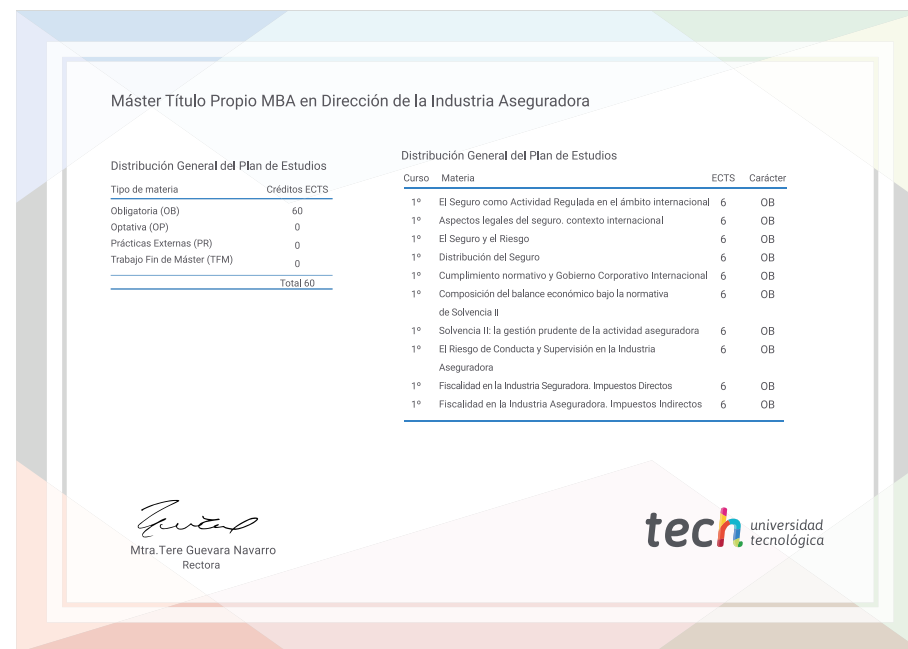 Máster Título Propio MBA en Dirección de la Industria Aseguradora
Distribución General del Plan de Estudios
Tipo de materia Créditos ECTS
Obligatoria (OB) 60
Optativa (OP) 0
Prácticas Externas (PR) 0
Trabajo Fin de Máster (TFM) 0
Total 60
Distribución General del Plan de Estudios
Curso Materia ECTS Carácter
1º El Seguro como Actividad Regulada en el ámbito internacional 6 OB
1º Aspectos legales del seguro. contexto internacional 6 OB
1º El Seguro y el Riesgo 6 OB
1º Distribución del Seguro 6 OB
1º Cumplimiento normativo y Gobierno Corporativo Internacional 6 OB
1º Composición del balance económico bajo la normativa 6 OB
de Solvencia II
1º Solvencia II: la gestión prudente de la actividad aseguradora 6 OB
1º El Riesgo de Conducta y Supervisión en la Industria 6 OB
Aseguradora
1º Fiscalidad en la Industria Seguradora. Impuestos Directos 6 OB
1º Fiscalidad en la Industria Aseguradora. Impuestos Indirectos 6 OB
Mtra.Tere Guevara Navarro
Rectora
tech universidad
tecnológica